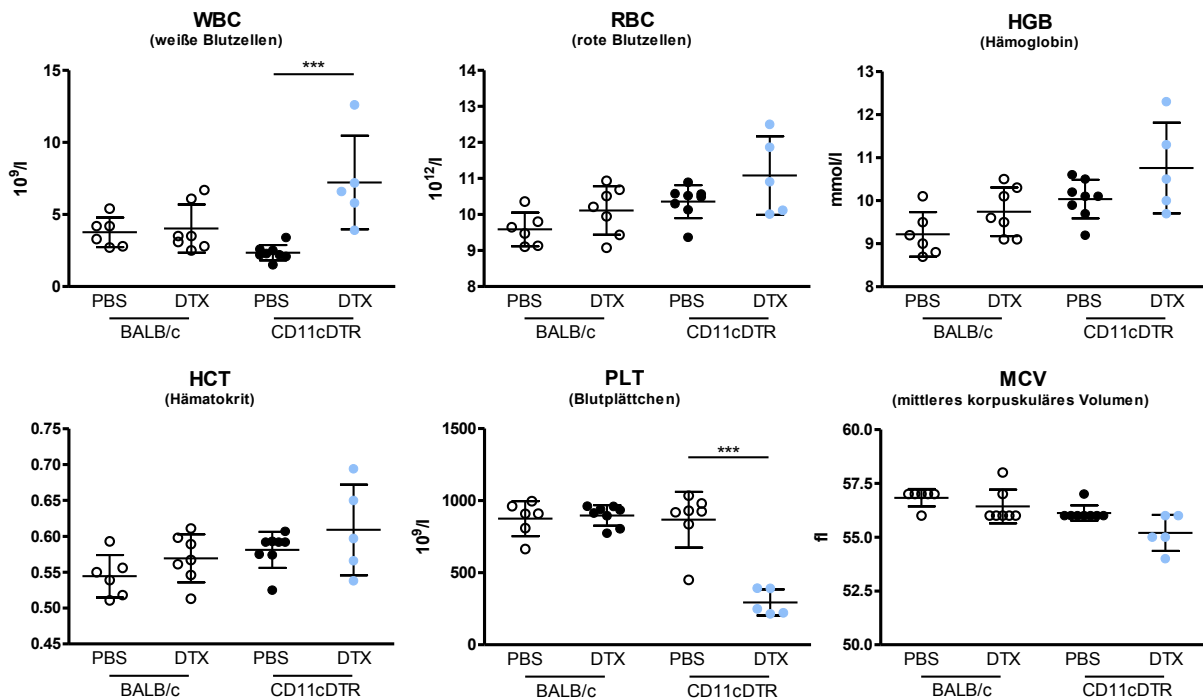 WBC
(weiße Blutzellen)
15
10
5
0
10⁹/l
***
PBS DTX PBS DTX
BALB/c CD11cDTR
RBC
(rote Blutzellen)
14
13
12
11
10
9
8
10¹²/l
PBS DTX PBS DTX
BALB/c CD11cDTR
HGB
(Hämoglobin)
13
12
11
10
9
8
mmol/l
PBS DTX PBS DTX
BALB/c CD11cDTR
HCT
(Hämatokrit)
0.75
0.70
0.65
0.60
0.55
0.50
0.45
PBS DTX PBS DTX
BALB/c CD11cDTR
PLT
(Blutplättchen)
1500
1000
500
0
10⁹/l
***
PBS DTX PBS DTX
BALB/c CD11cDTR
MCV
(mittleres korpuskuläres Volumen)
60.0
57.5
55.0
52.5
50.0
fl
PBS DTX PBS DTX
BALB/c CD11cDTR